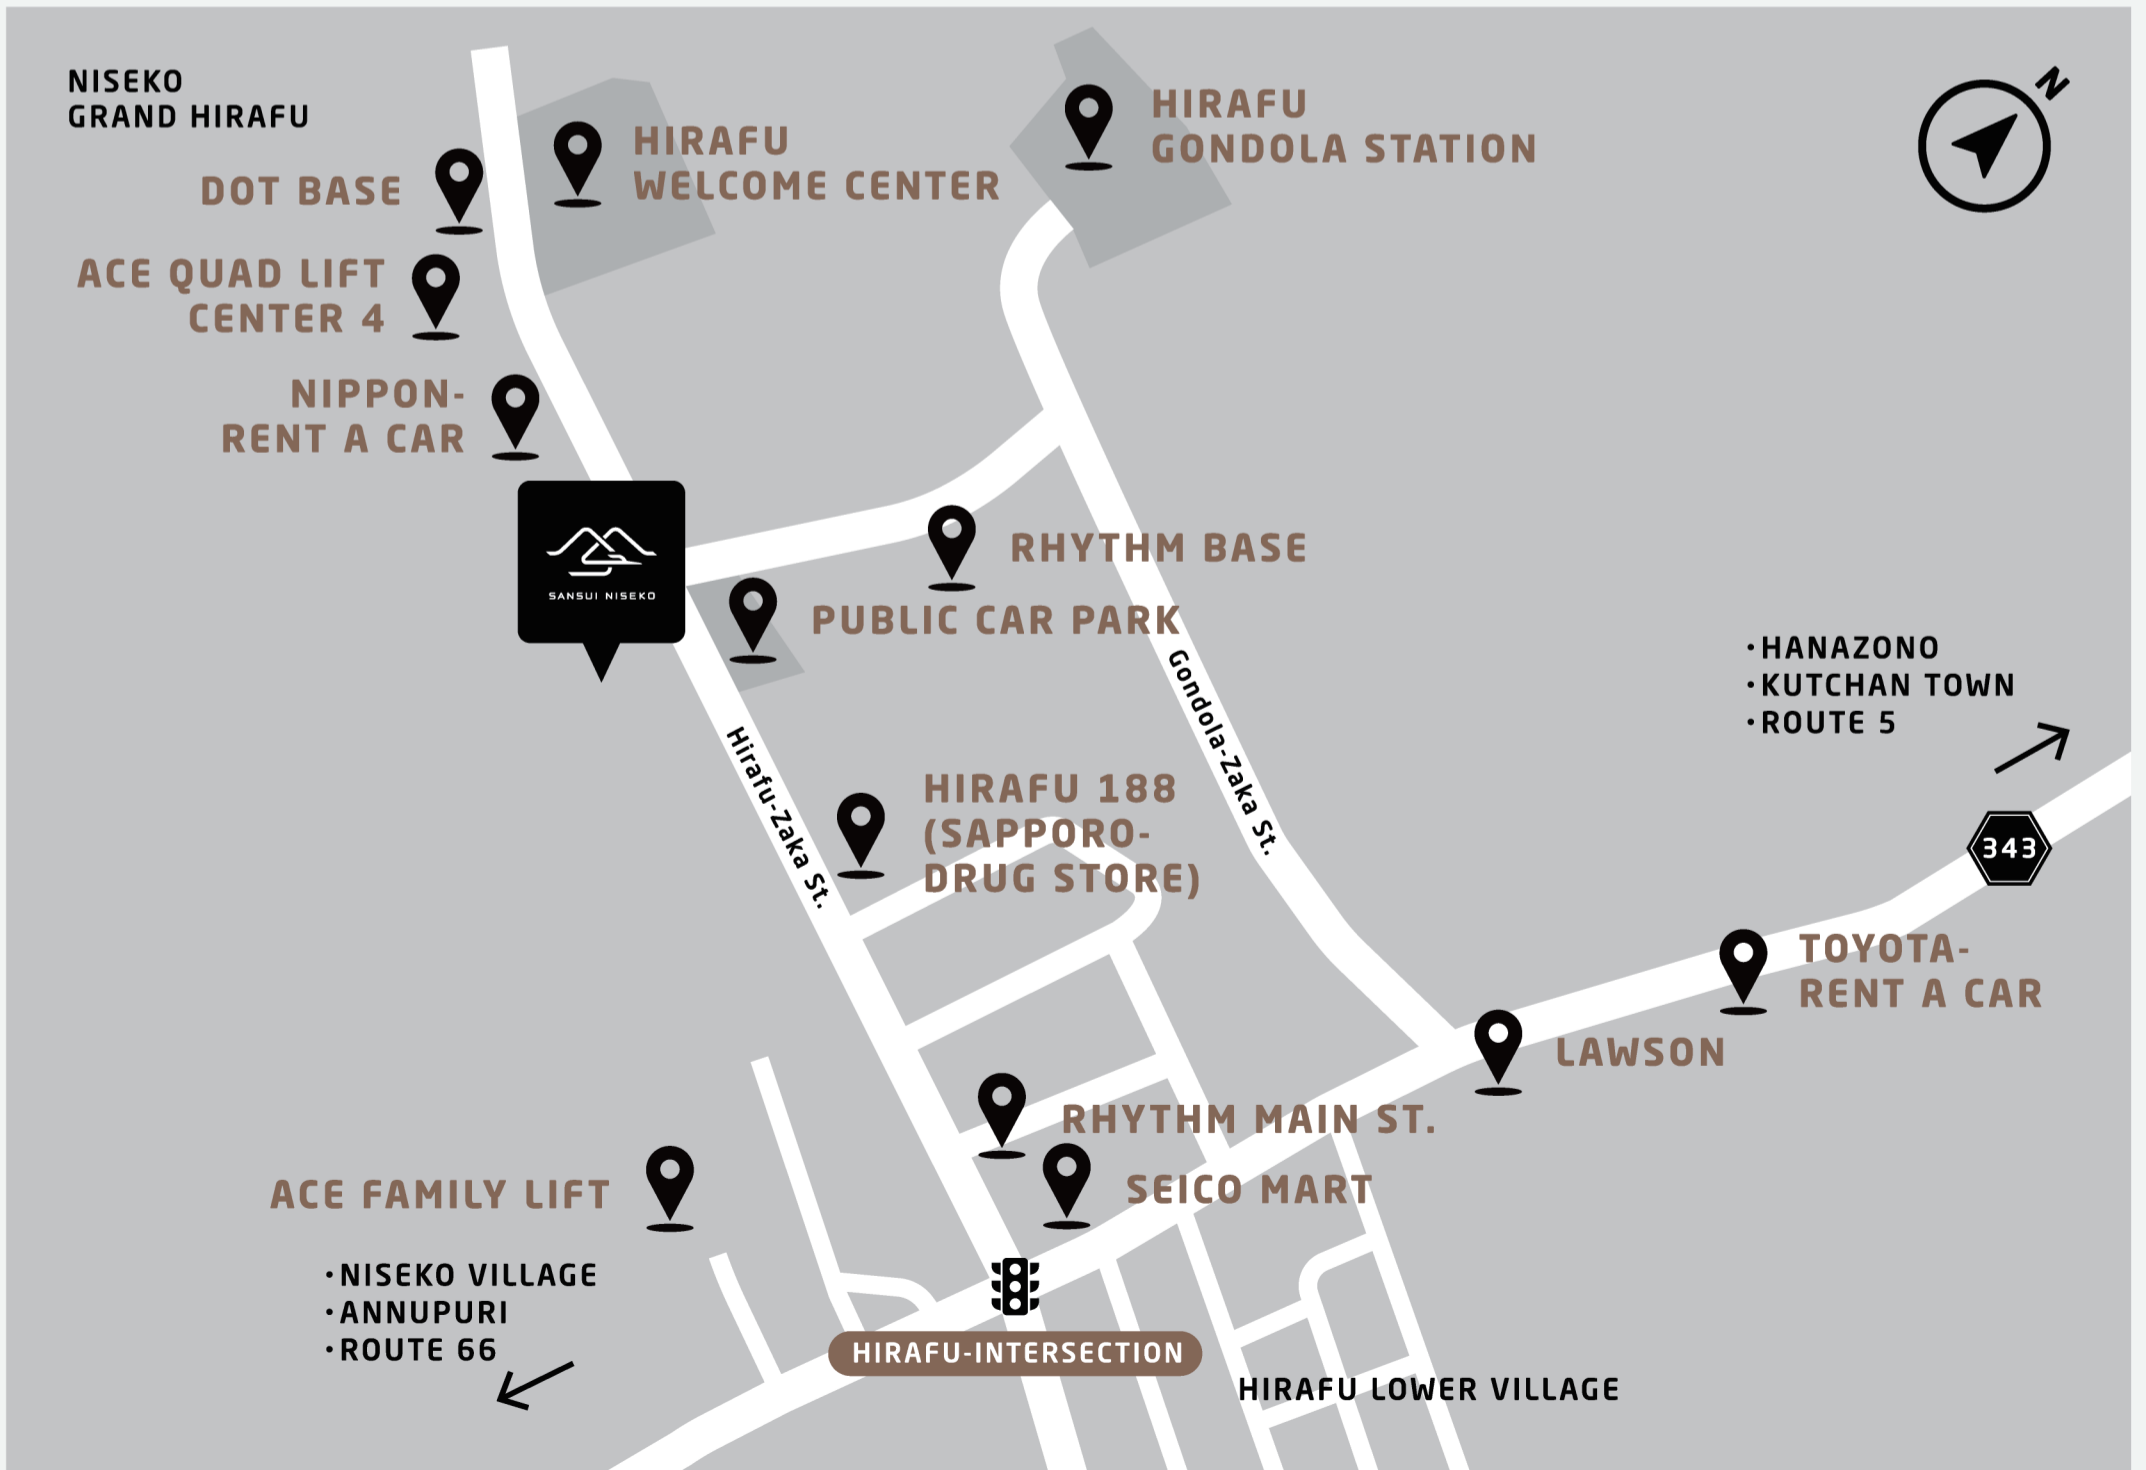 NISEKO
GRAND HIRAFU
N
HIRAFU
GONDOLA STATION
HIRAFU
WELCOME CENTER
DOT BASE
ACE QUAD LIFT
CENTER 4
NIPPON-
RENT A CAR
SANSUI NISEKO
RHYTHM BASE
PUBLIC CAR PARK
Gondola-Zaka St.
Hirafu-Zaka St.
・HANAZONO
・KUTCHAN TOWN
・ROUTE 5
HIRAFU 188
(SAPPORO-
DRUG STORE)
343
TOYOTA-
RENT A CAR
LAWSON
RHYTHM MAIN ST.
SEICO MART
ACE FAMILY LIFT
・NISEKO VILLAGE
・ANNUPURI
・ROUTE 66
HIRAFU-INTERSECTION
HIRAFU LOWER VILLAGE